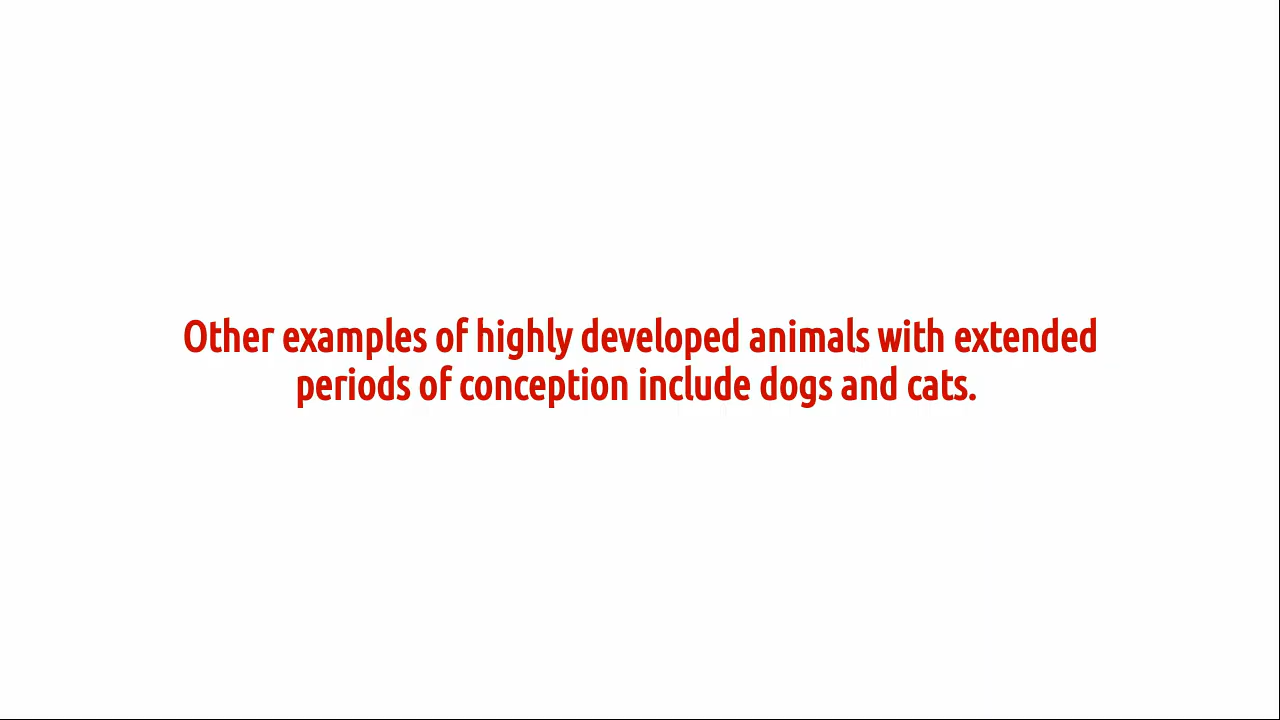 Other examples of highly developed animals with extended
periods of conception include dogs and cats.